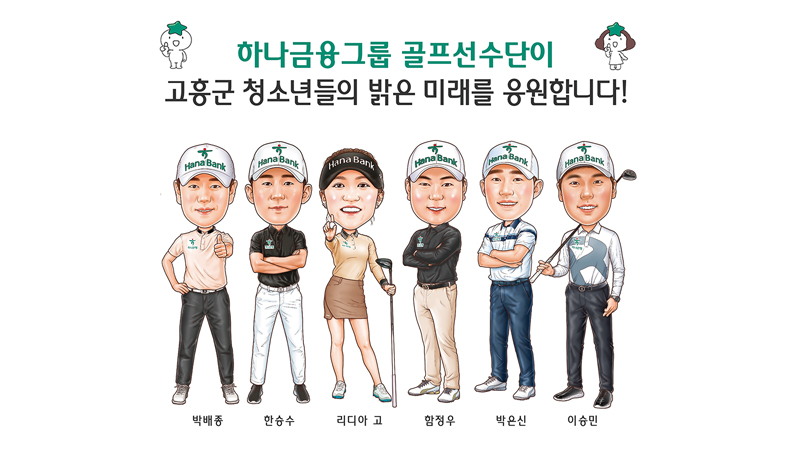 하나금융그룹 골프선수단이
고흥군 청소년들의 밝은 미래를 응원합니다!
Hana Bank
Hana Bank
Hana Bank
Hana Bank
Hana Bank
Hana Bank
박배종
한승수
리디아 고
함정우
박은신
이승민